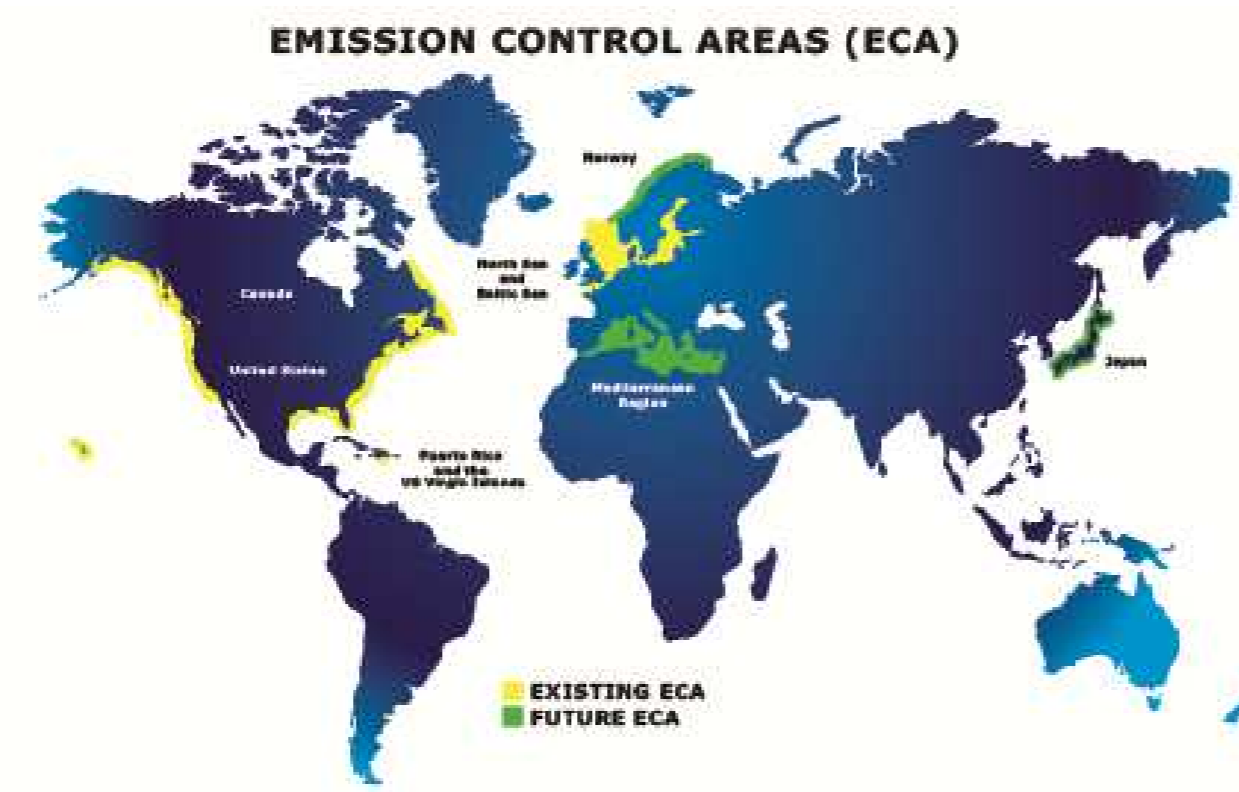 EMISSION CONTROL AREAS (ECA)
Norway
North Sea
and
Baltic Sea
Canada
United States
Japan
Mediterranean
Region
Puerto Rico
and the
US Virgin Islands
EXISTING ECA
FUTURE ECA